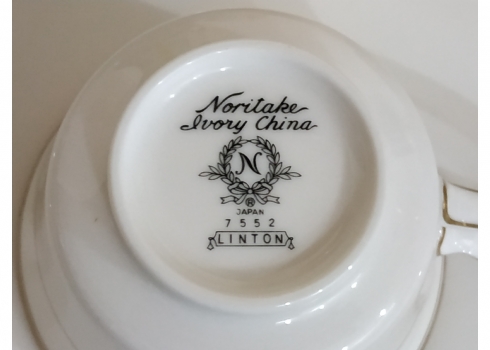 Noritake
Ivory China
N
®
JAPAN
7552
LINTON